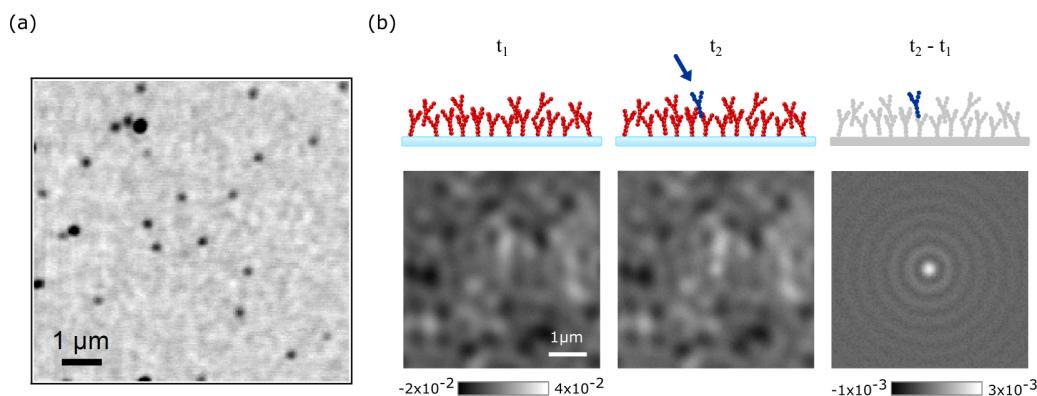 (a)
(b)
t₁
t₂
t₂ - t₁
1 µm
1µm
-2x10⁻²
4x10⁻²
-1x10⁻³
3x10⁻³